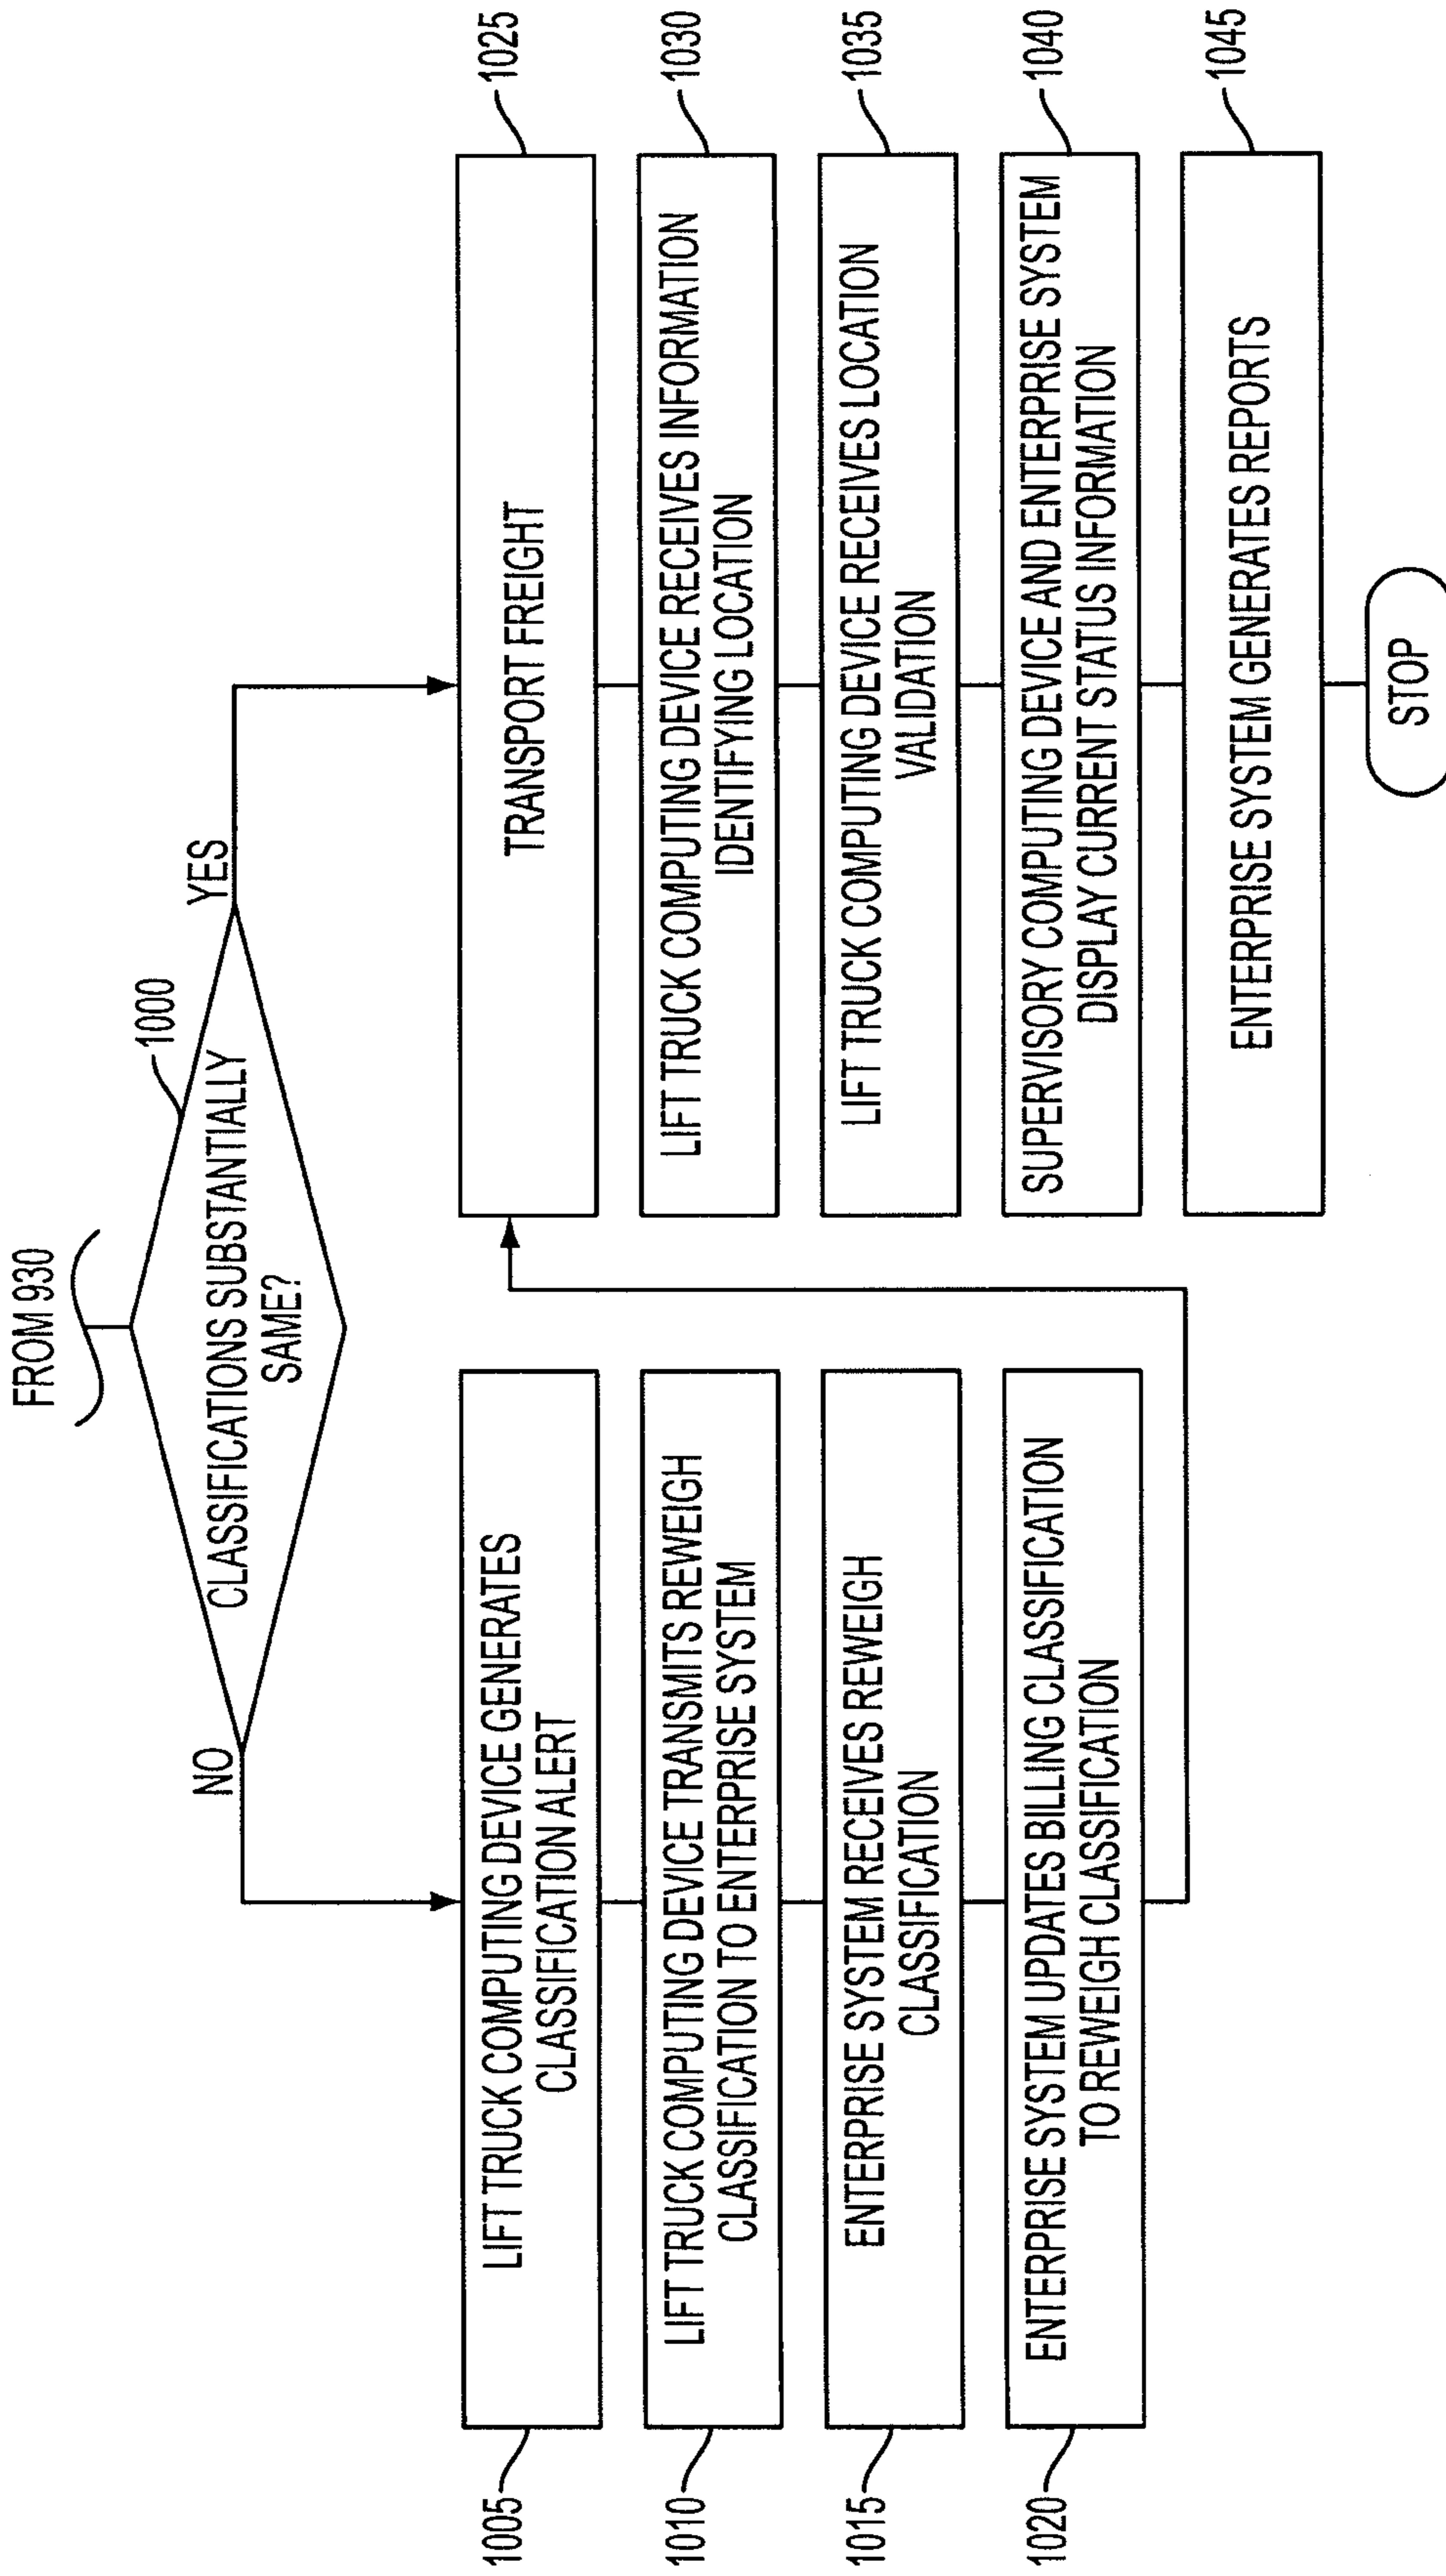 FROM 930
1000
CLASSIFICATIONS SUBSTANTIALLY
SAME?
NO
YES
1005
LIFT TRUCK COMPUTING DEVICE GENERATES
CLASSIFICATION ALERT
1010
LIFT TRUCK COMPUTING DEVICE TRANSMITS REWEIGH
CLASSIFICATION TO ENTERPRISE SYSTEM
1015
ENTERPRISE SYSTEM RECEIVES REWEIGH
CLASSIFICATION
1020
ENTERPRISE SYSTEM UPDATES BILLING CLASSIFICATION
TO REWEIGH CLASSIFICATION
TRANSPORT FREIGHT
1025
LIFT TRUCK COMPUTING DEVICE RECEIVES INFORMATION
IDENTIFYING LOCATION
1030
LIFT TRUCK COMPUTING DEVICE RECEIVES LOCATION
VALIDATION
1035
SUPERVISORY COMPUTING DEVICE AND ENTERPRISE SYSTEM
DISPLAY CURRENT STATUS INFORMATION
1040
ENTERPRISE SYSTEM GENERATES REPORTS
1045
STOP